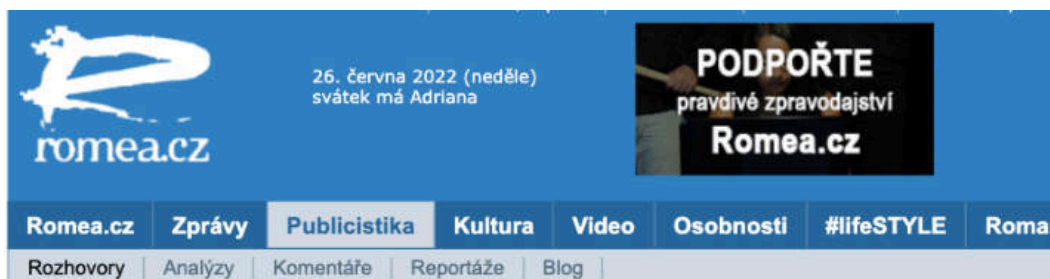 romea.cz
26. června 2022 (neděle)
svátek má Adriana
PODPOŘTE
pravdivé zpravodajství
Romea.cz
Romea.cz Zprávy Publicistika Kultura Video Osobnosti #lifeSTYLE Roma
Rozhovory Analýzy Komentáře Reportáže Blog